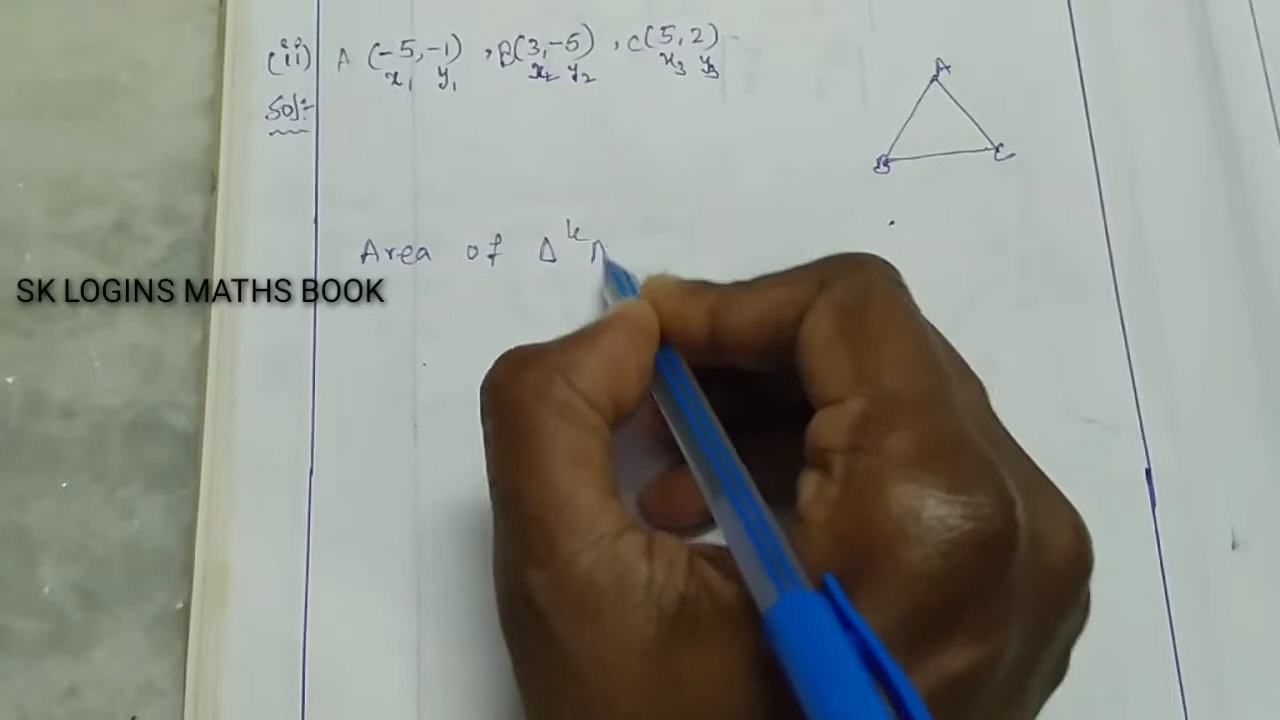 (ii) A (-5,-1) , B(3,-5) , C(5,2)
x₁ y₁ x₂ y₂ x₃ y₃
Sol:-
A
B C
Area of Δˡᵉ A
SK LOGINS MATHS BOOK